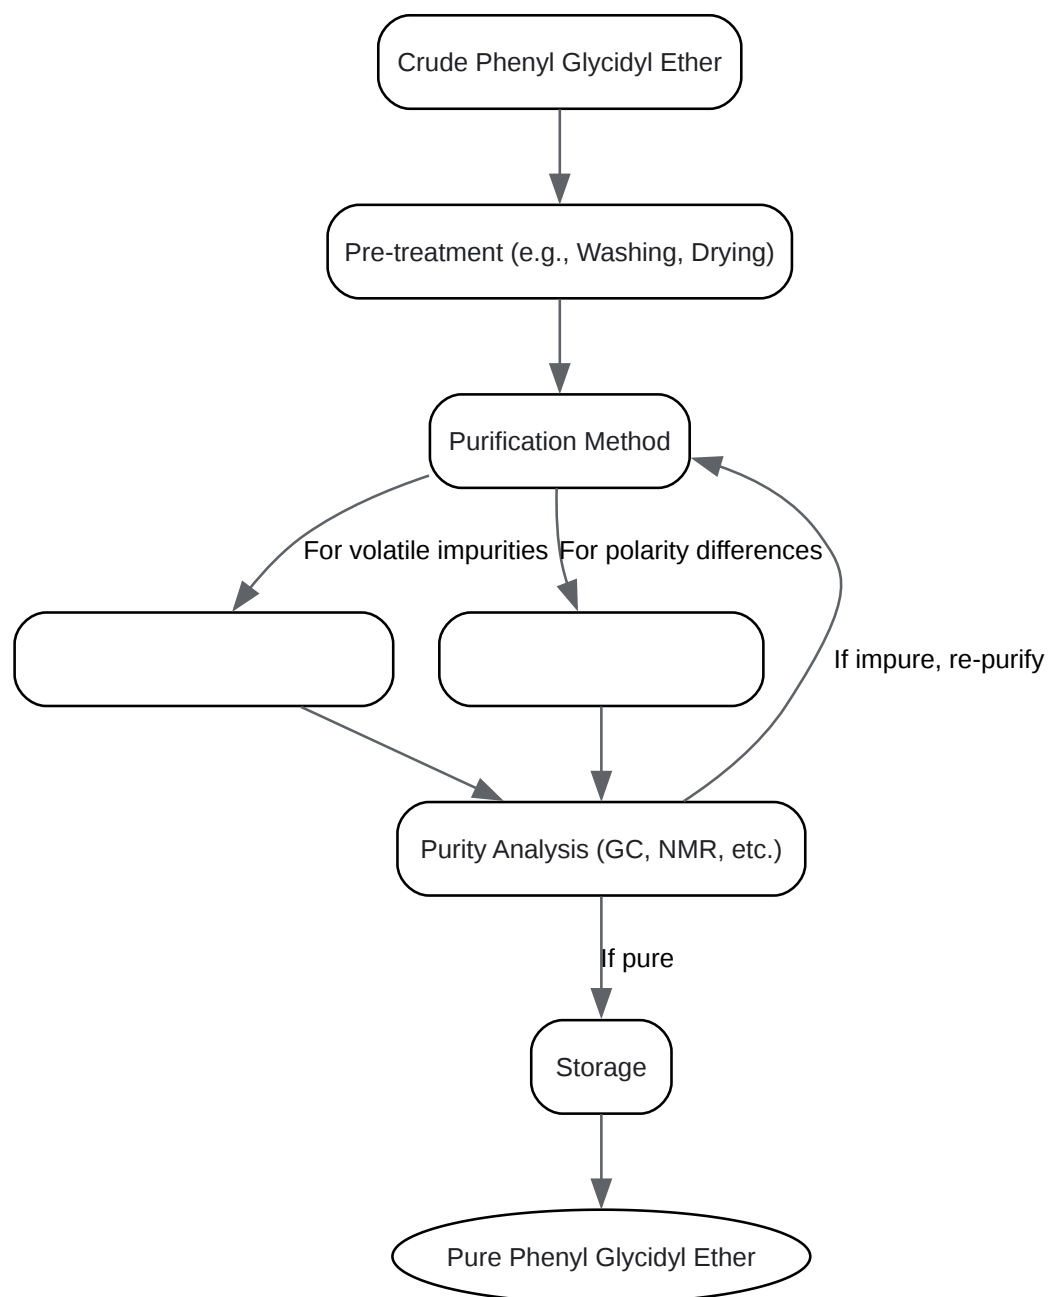 Crude Phenyl Glycidyl Ether
Pre-treatment (e.g., Washing, Drying)
Purification Method
For volatile impurities
For polarity differences
If impure, re-purify
Purity Analysis (GC, NMR, etc.)
If pure
Storage
Pure Phenyl Glycidyl Ether